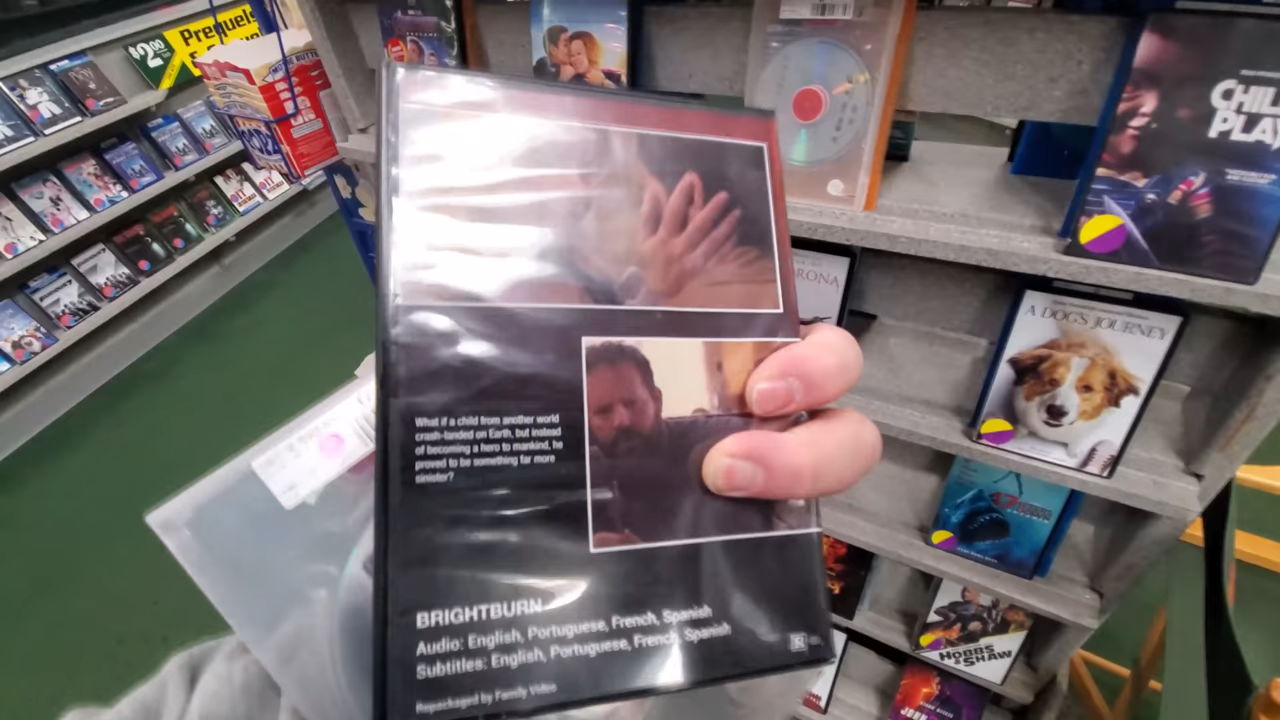 $2.00
Prequels
CHILD
PLAY
RONA
A DOG'S JOURNEY
What if a child from another world
crash-landed on Earth, but instead
of becoming a hero to mankind, he
proved to be something far more
sinister?
47
BRIGHTBURN
Audio: English, Portuguese, French, Spanish
Subtitles: English, Portuguese, French, Spanish
R
Repackaged by Family Video
HOBBS
& SHAW